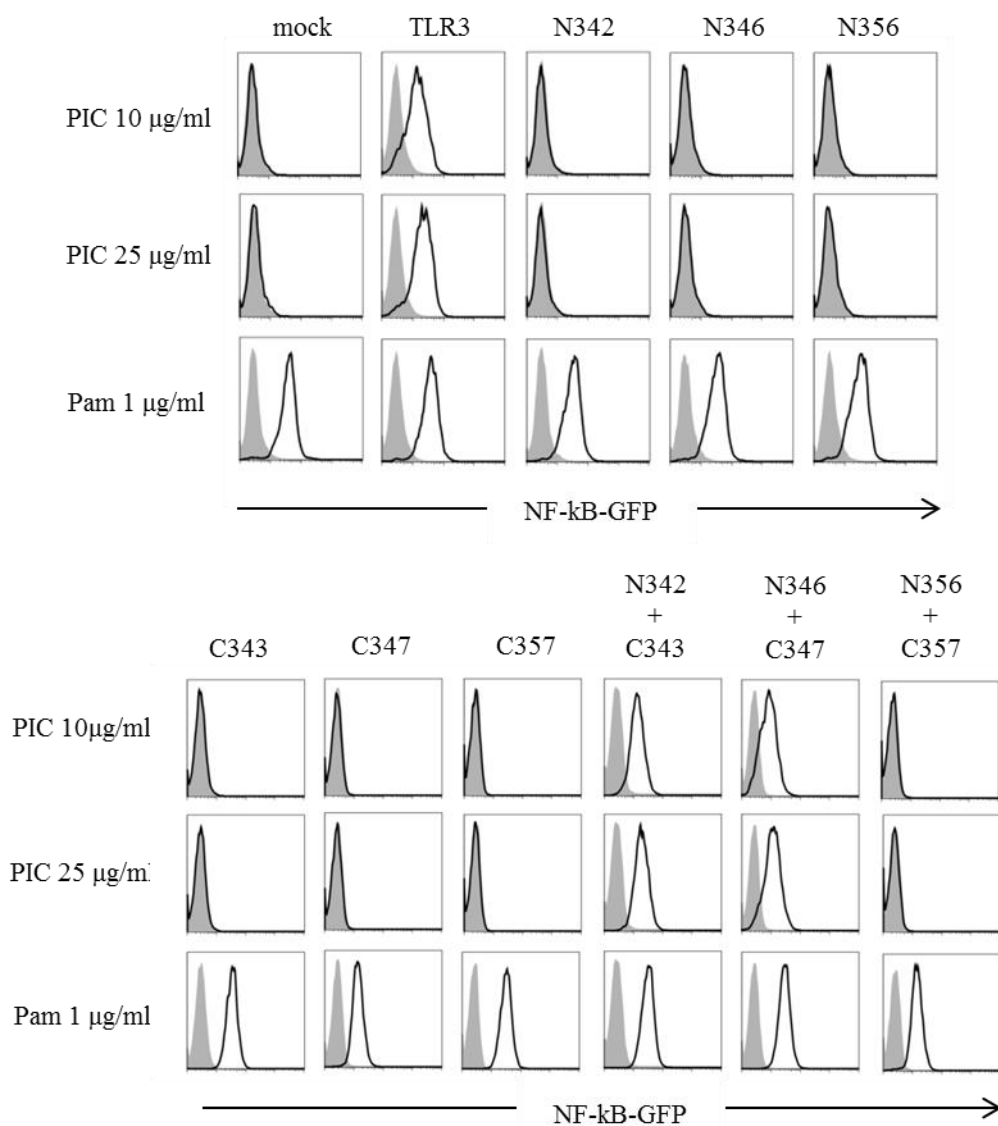 mock TLR3 N342 N346 N356
PIC 10 μg/ml
PIC 25 μg/ml
Pam 1 μg/ml
NF-kB-GFP
N342 N346 N356
+ + +
C343 C347 C357 C343 C347 C357
PIC 10μg/ml
PIC 25 μg/ml
Pam 1 μg/ml
NF-kB-GFP